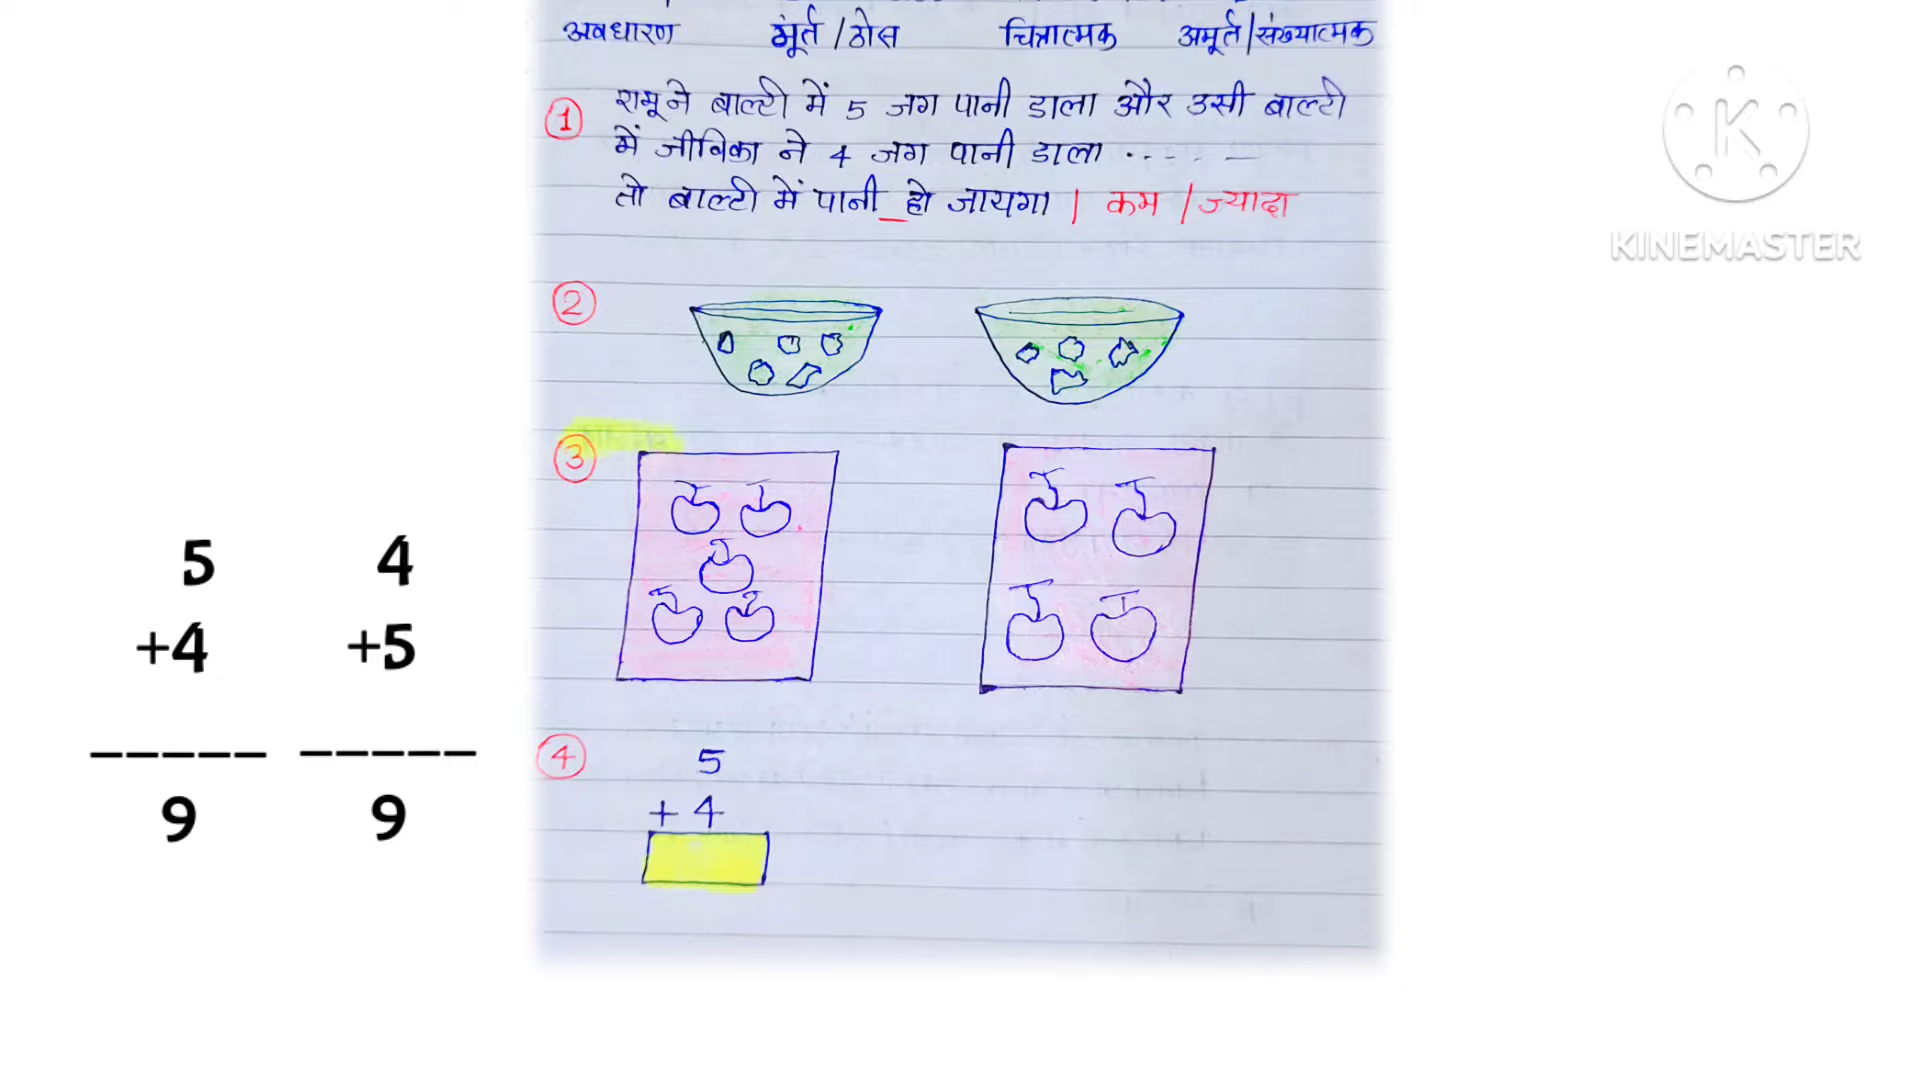 अवधारण मूंर्त/ठोस चित्रात्मक अमूर्त/संख्यात्मक
1 रामू ने बाल्टी में 5 जग पानी डाला और उसी बाल्टी
में जीविका ने 4 जग पानी डाला .....
तो बाल्टी में पानी _ हो जायगा | कम / ज्यादा
2
3
4
5
+ 4
5
+4
-----
9
4
+5
-----
9
KINEMASTER